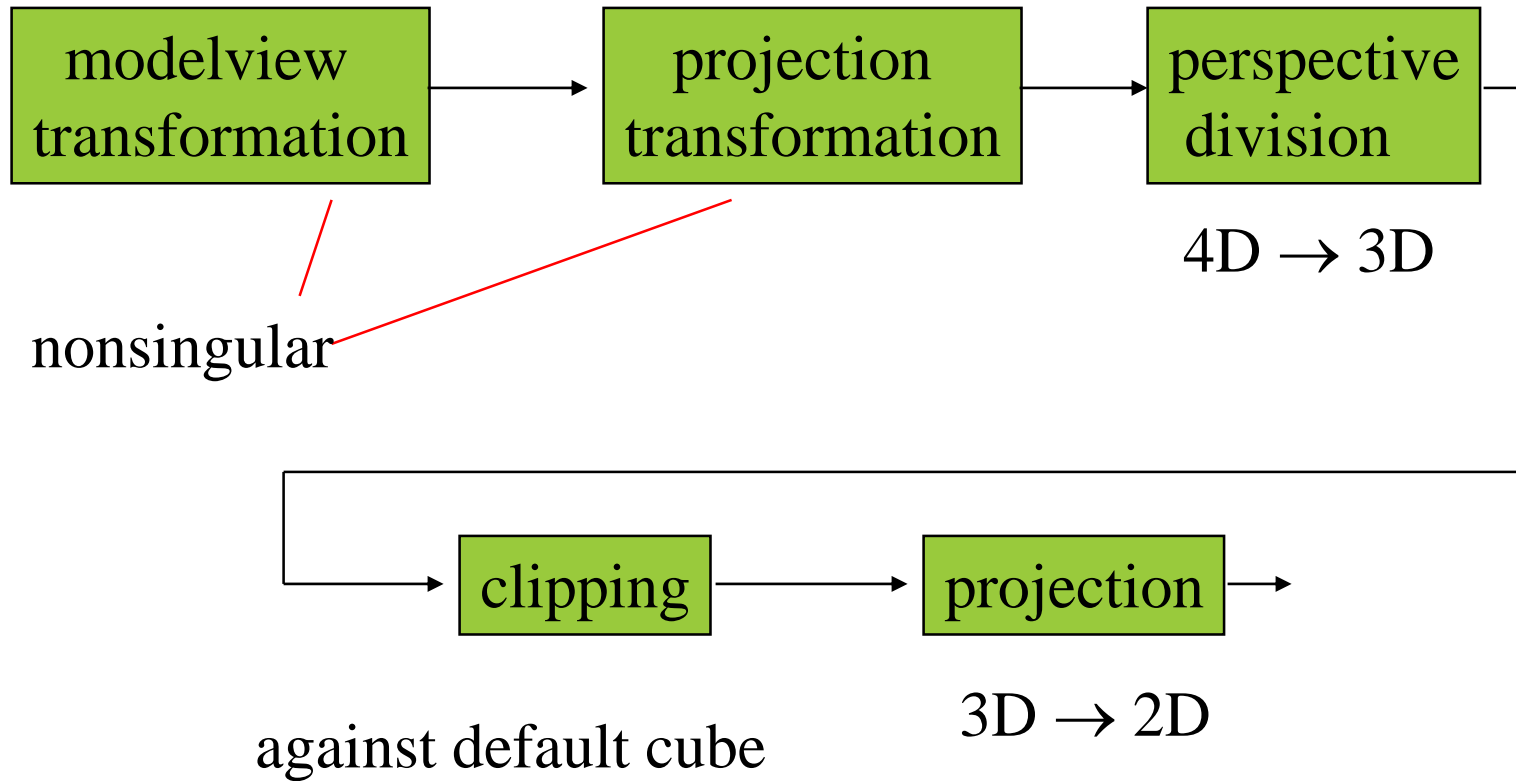 modelview
transformation
projection
transformation
perspective
division
4D → 3D
nonsingular
clipping
projection
against default cube
3D → 2D